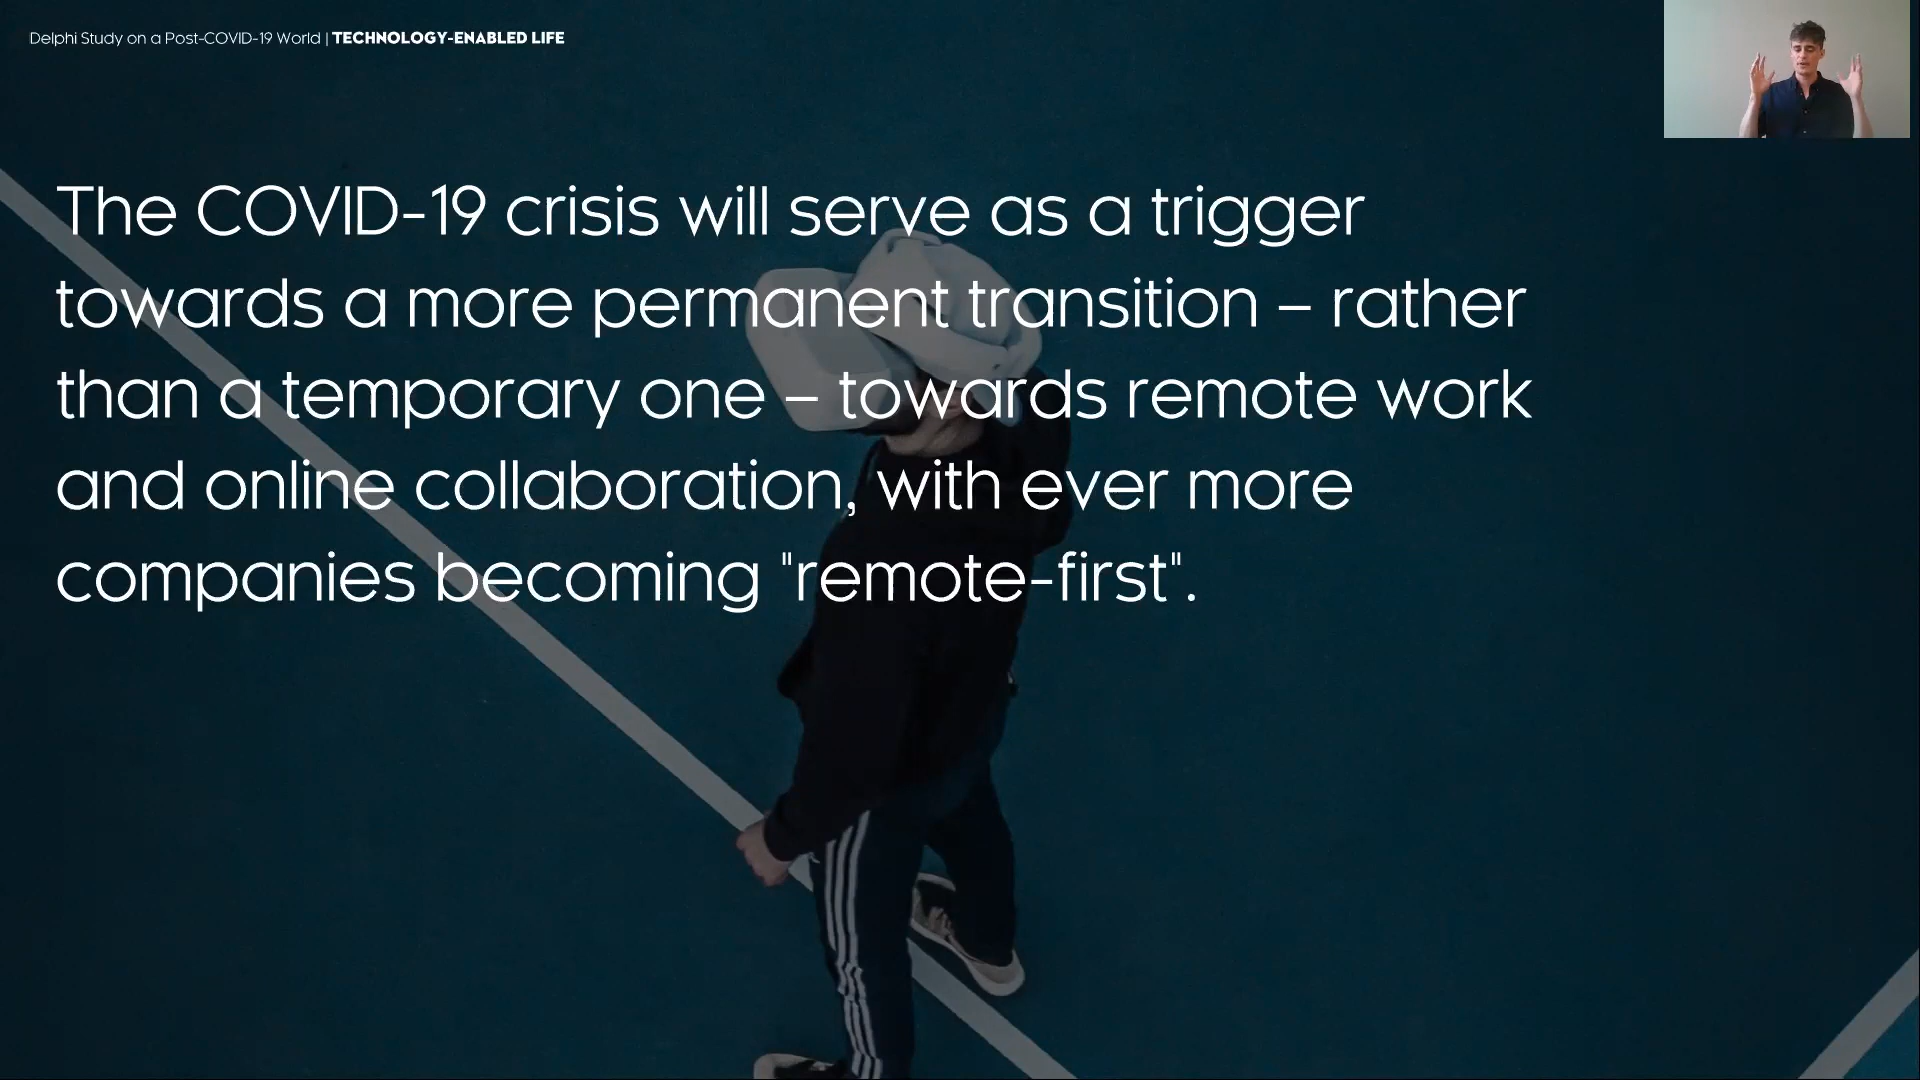 Delphi Study on a Post-COVID-19 World | TECHNOLOGY-ENABLED LIFE
The COVID-19 crisis will serve as a trigger
towards a more permanent transition – rather
than a temporary one – towards remote work
and online collaboration, with ever more
companies becoming "remote-first".